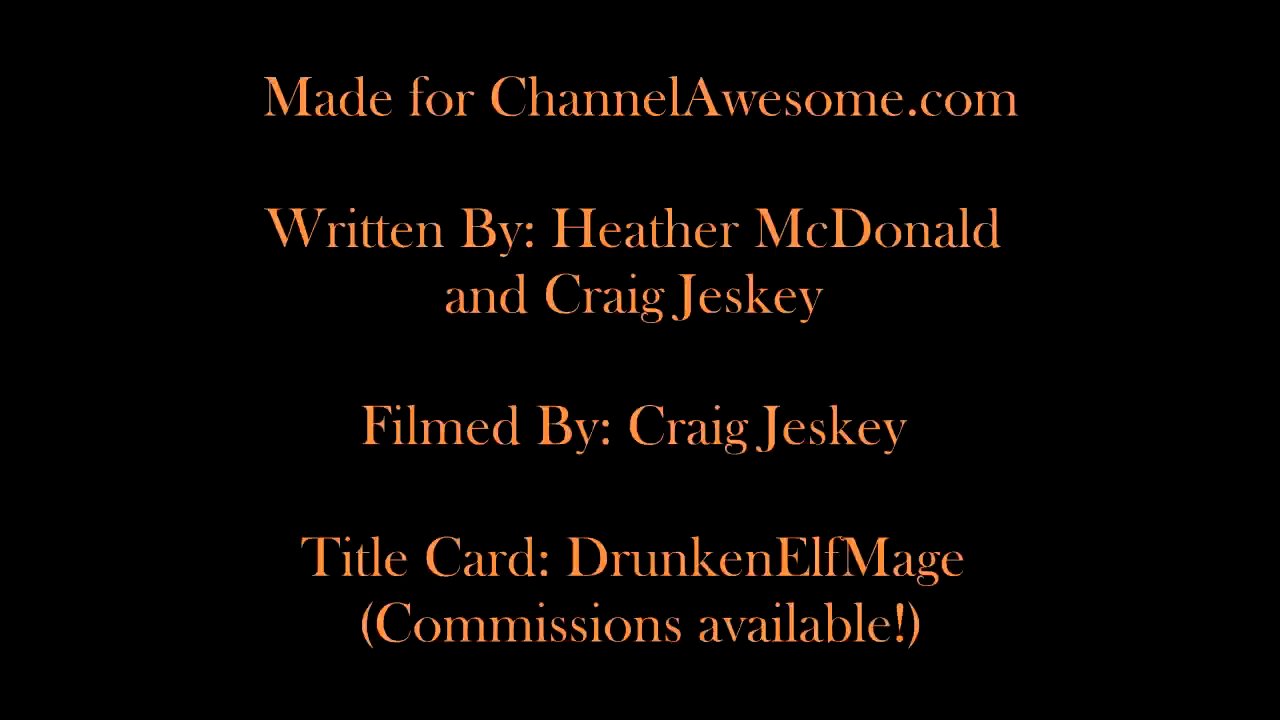 Made for ChannelAwesome.com
Written By: Heather McDonald
and Craig Jeskey
Filmed By: Craig Jeskey
Title Card: DrunkenElfMage
(Commissions available!)